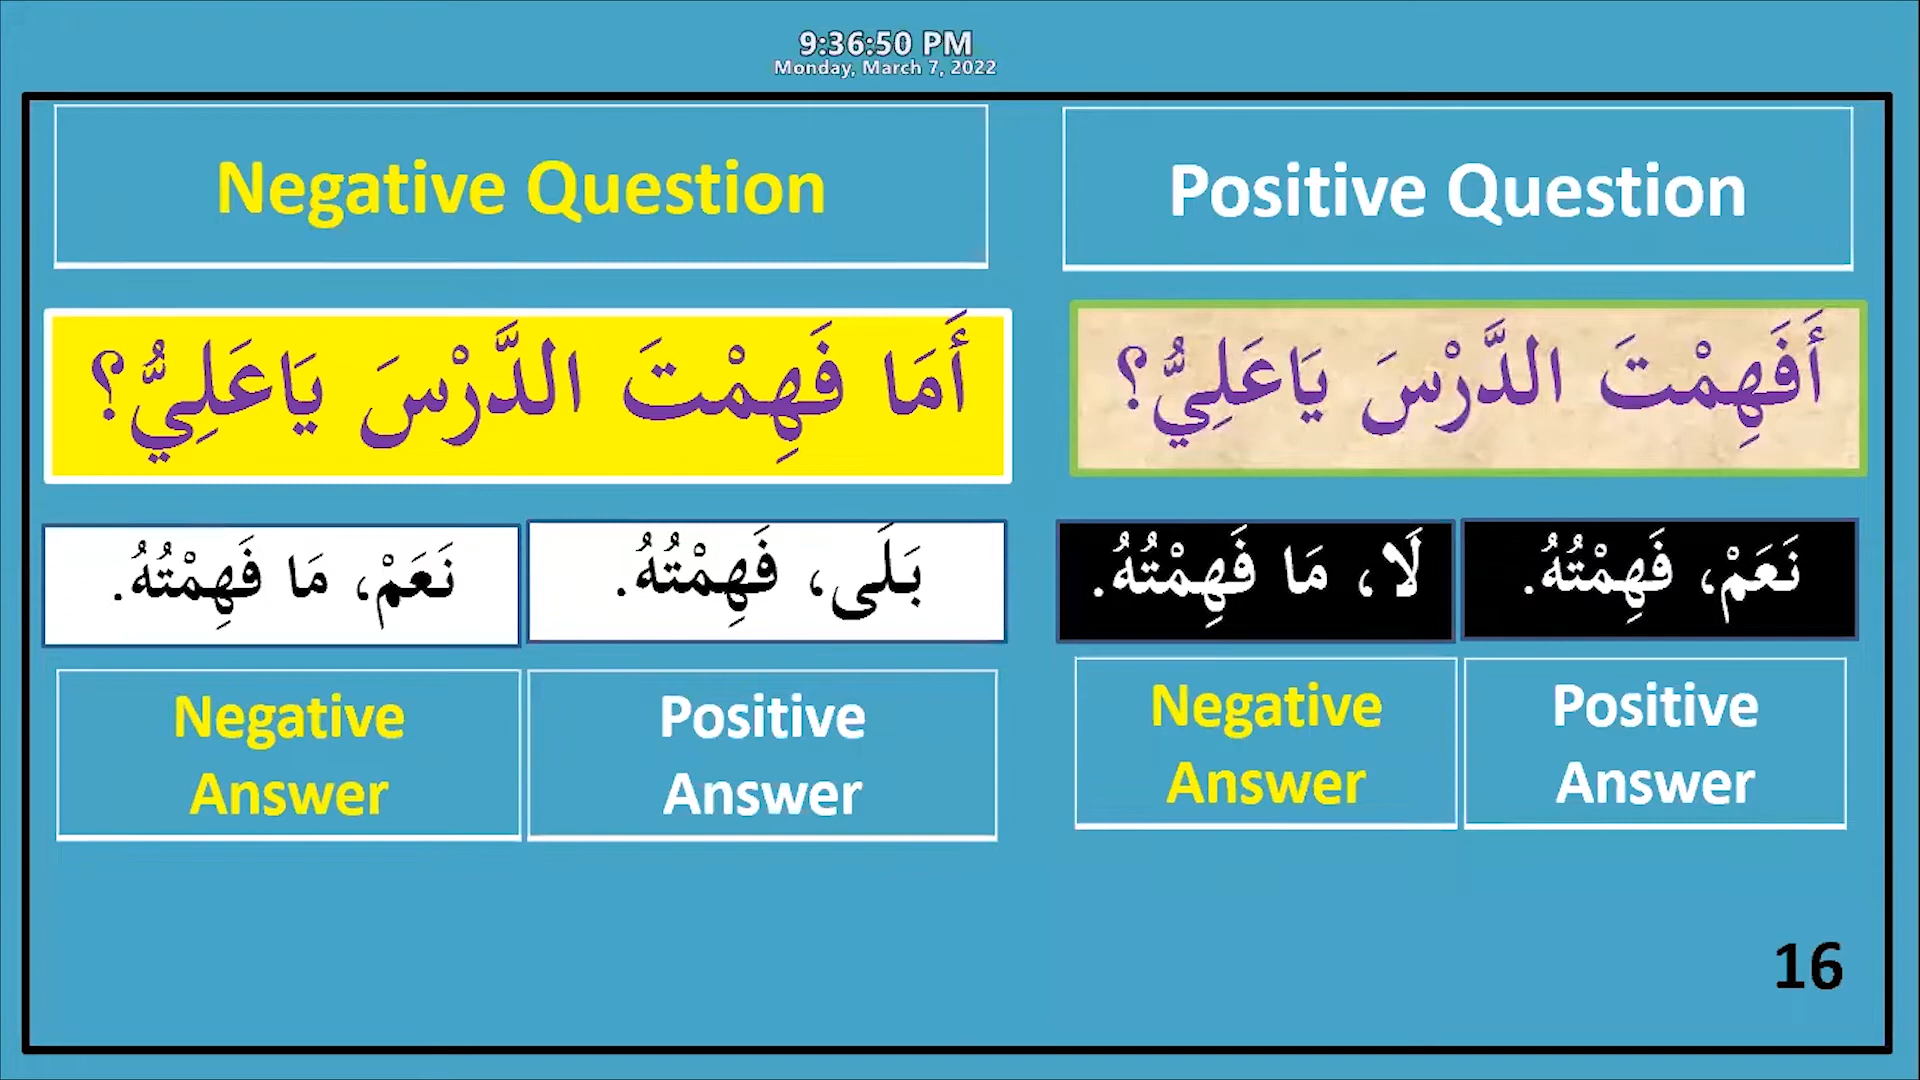 9:36:50 PM
Monday, March 7, 2022
Negative Question
Positive Question
أَمَا فَهِمْتَ الدَّرْسَ يَاعَلِيُّ؟
أَفَهِمْتَ الدَّرْسَ يَاعَلِيُّ؟
نَعَمْ، مَا فَهِمْتُهُ.
بَلَى، فَهِمْتُهُ.
لَا، مَا فَهِمْتُهُ.
نَعَمْ، فَهِمْتُهُ.
Negative
Answer
Positive
Answer
Negative
Answer
Positive
Answer
16